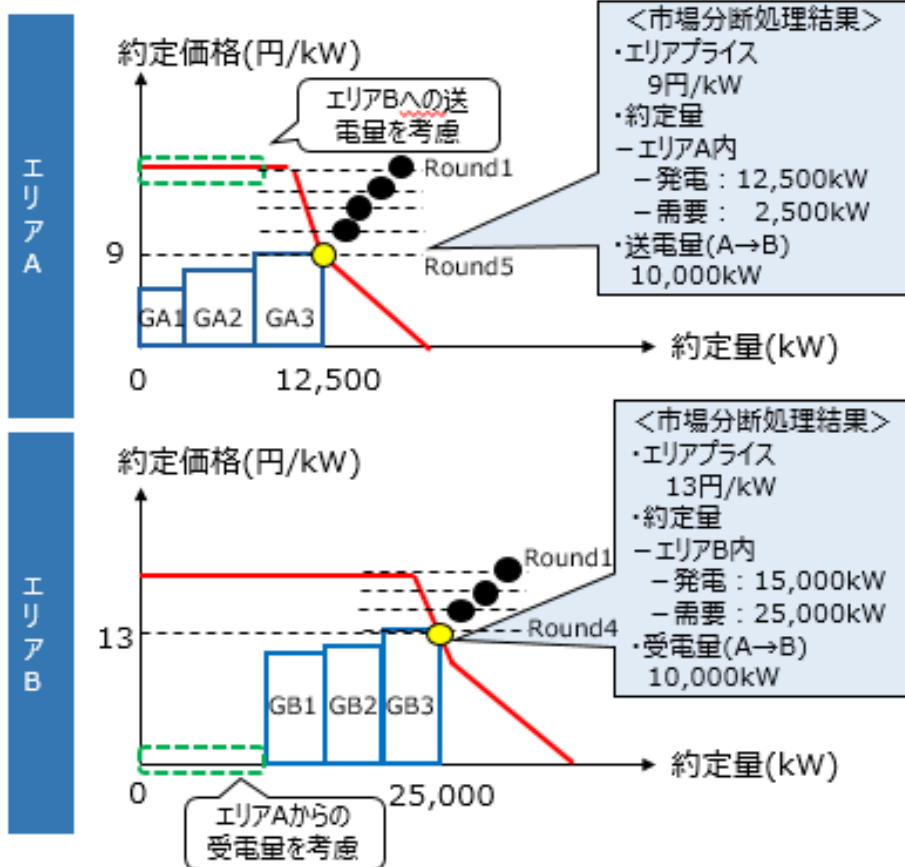 エリアA
約定価格(円/kW)
エリアBへの送
電量を考慮
Round1
9
Round5
GA1
GA2
GA3
0
12,500
約定量(kW)
＜市場分断処理結果＞
・エリアプライス
9円/kW
・約定量
－エリアA内
－発電：12,500kW
－需要： 2,500kW
・送電量(A→B)
10,000kW
エリアB
約定価格(円/kW)
Round1
13
Round4
GB1
GB2
GB3
0
25,000
約定量(kW)
エリアAからの
受電量を考慮
＜市場分断処理結果＞
・エリアプライス
13円/kW
・約定量
－エリアB内
－発電：15,000kW
－需要：25,000kW
・受電量(A→B)
10,000kW